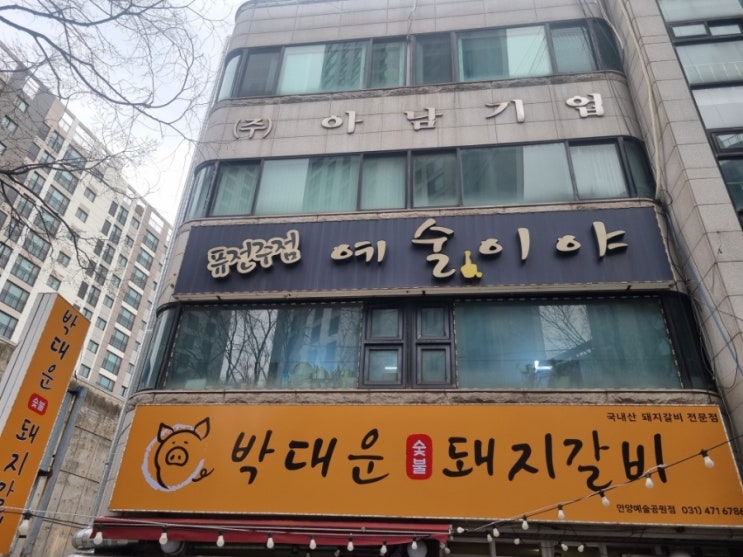 (주) 아남기업
퓨전주점 예술이야
국내산 돼지갈비 전문점
박대운 숯불 돼지갈비
안양예술공원점 031) 471 6786
박대운 숯불 돼지갈